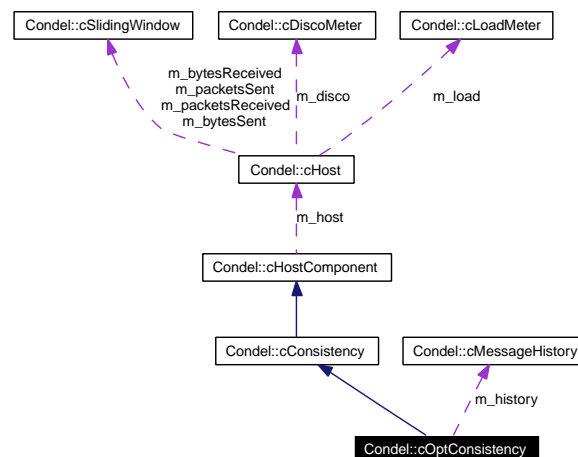 Condel::cSlidingWindow
Condel::cDiscoMeter
Condel::cLoadMeter
m_bytesReceived
m_packetsSent
m_packetsReceived
m_bytesSent
m_disco
m_load
Condel::cHost
m_host
Condel::cHostComponent
Condel::cConsistency
Condel::cMessageHistory
m_history
Condel::cOptConsistency